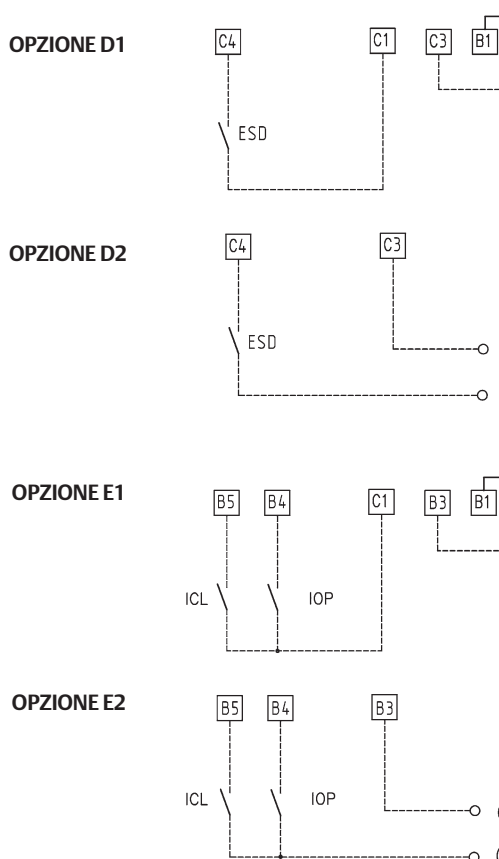 OPZIONE D1 C4 C1 C3 B1
ESD
OPZIONE D2 C4 C3
ESD
OPZIONE E1 B5 B4 C1 B3 B1
ICL IOP
OPZIONE E2 B5 B4 B3
ICL IOP